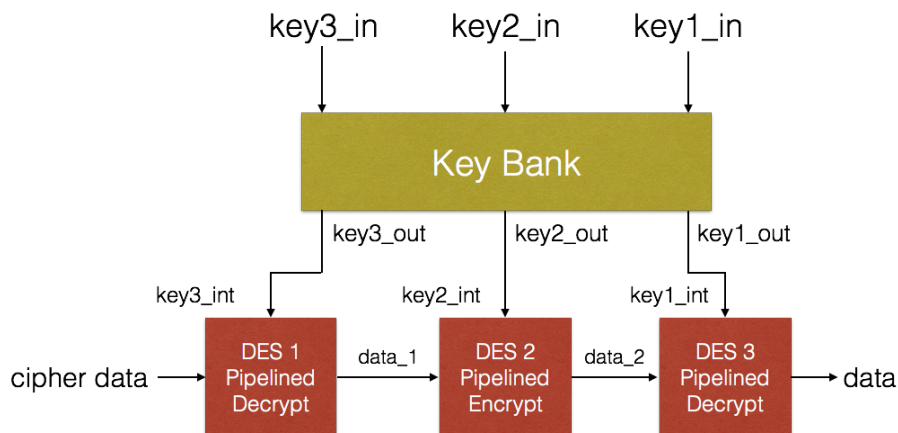 key3_in key2_in key1_in
Key Bank
key3_out key2_out key1_out
key3_int key2_int key1_int
cipher data
DES 1
Pipelined
Decrypt
data_1
DES 2
Pipelined
Encrypt
data_2
DES 3
Pipelined
Decrypt
data